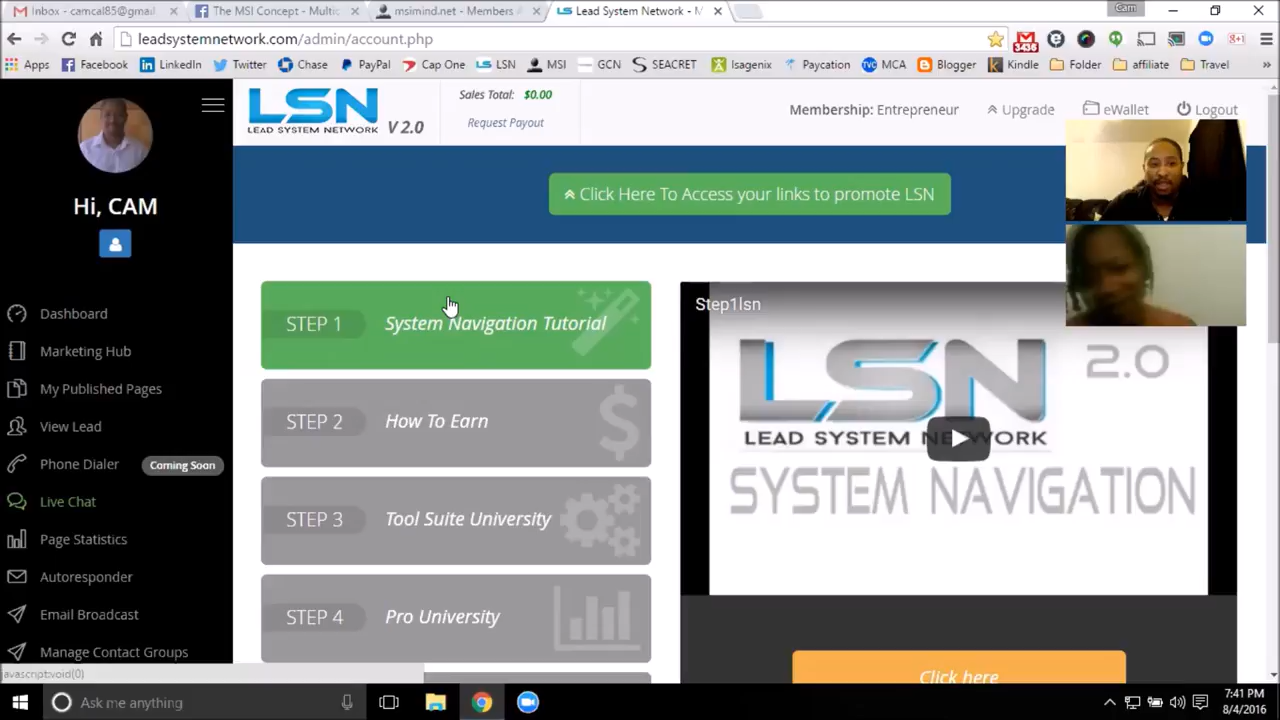 Inbox - camcal85@gmail
The MSI Concept - Multi
msimind.net - Members A
Lead System Network - M
Cam
leadsystemnetwork.com/admin/account.php
3436
Apps
Facebook
LinkedIn
Twitter
Chase
PayPal
Cap One
LSN
MSI
GCN
SEACRET
Isagenix
Paycation
MCA
Blogger
Kindle
Folder
affiliate
Travel
LSN
LEAD SYSTEM NETWORK
V 2.0
Sales Total: $0.00
Request Payout
Membership: Entrepreneur
Upgrade
eWallet
Logout
Hi, CAM
Click Here To Access your links to promote LSN
Dashboard
Marketing Hub
My Published Pages
View Lead
Phone Dialer
Coming Soon
Live Chat
Page Statistics
Autoresponder
Email Broadcast
Manage Contact Groups
STEP 1 System Navigation Tutorial
STEP 2 How To Earn
STEP 3 Tool Suite University
STEP 4 Pro University
Step1lsn
LSN 2.0
LEAD SYSTEM NETWORK
SYSTEM NAVIGATION
Click here
javascript:void(0)
Ask me anything
7:41 PM
8/4/2016